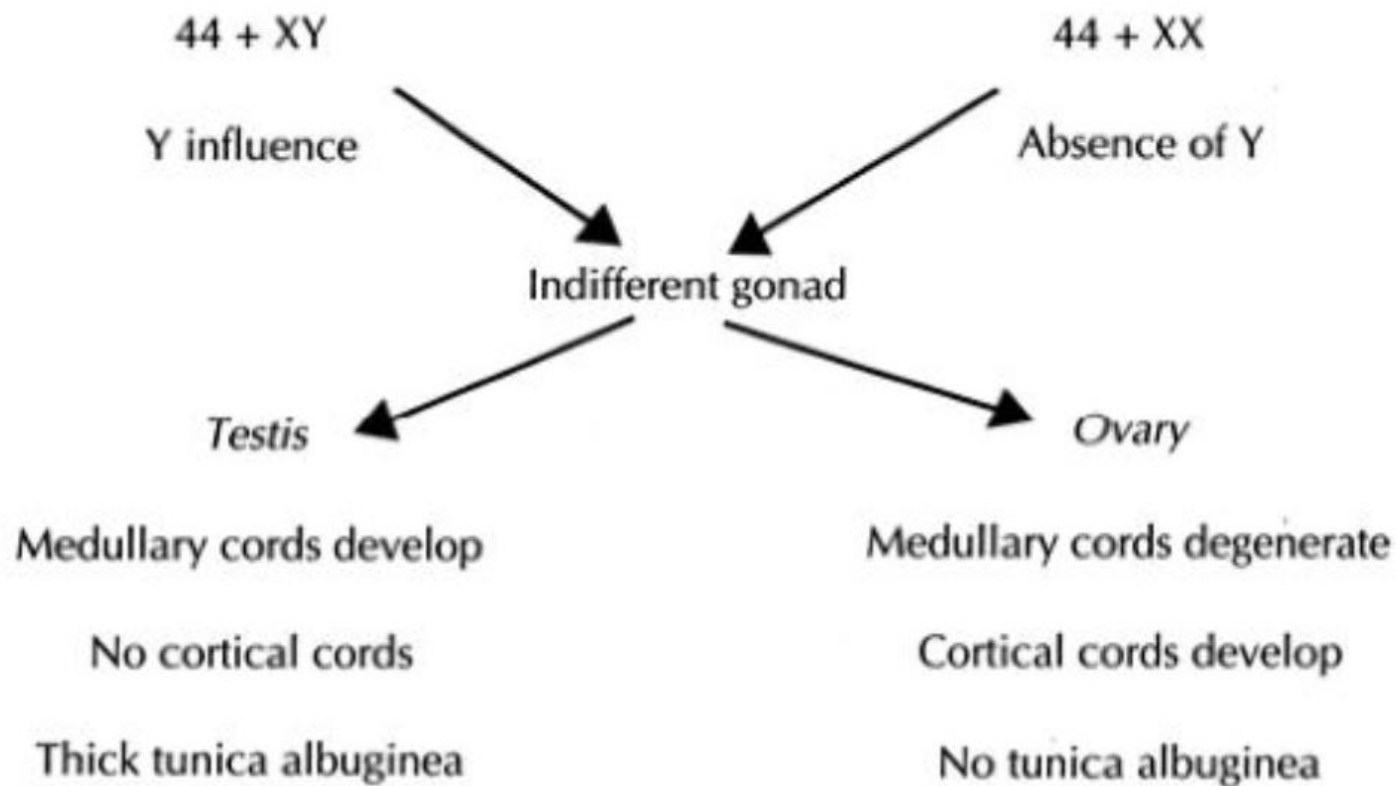 44 + XY
44 + XX
Y influence
Absence of Y
Indifferent gonad
Testis
Ovary
Medullary cords develop
Medullary cords degenerate
No cortical cords
Cortical cords develop
Thick tunica albuginea
No tunica albuginea